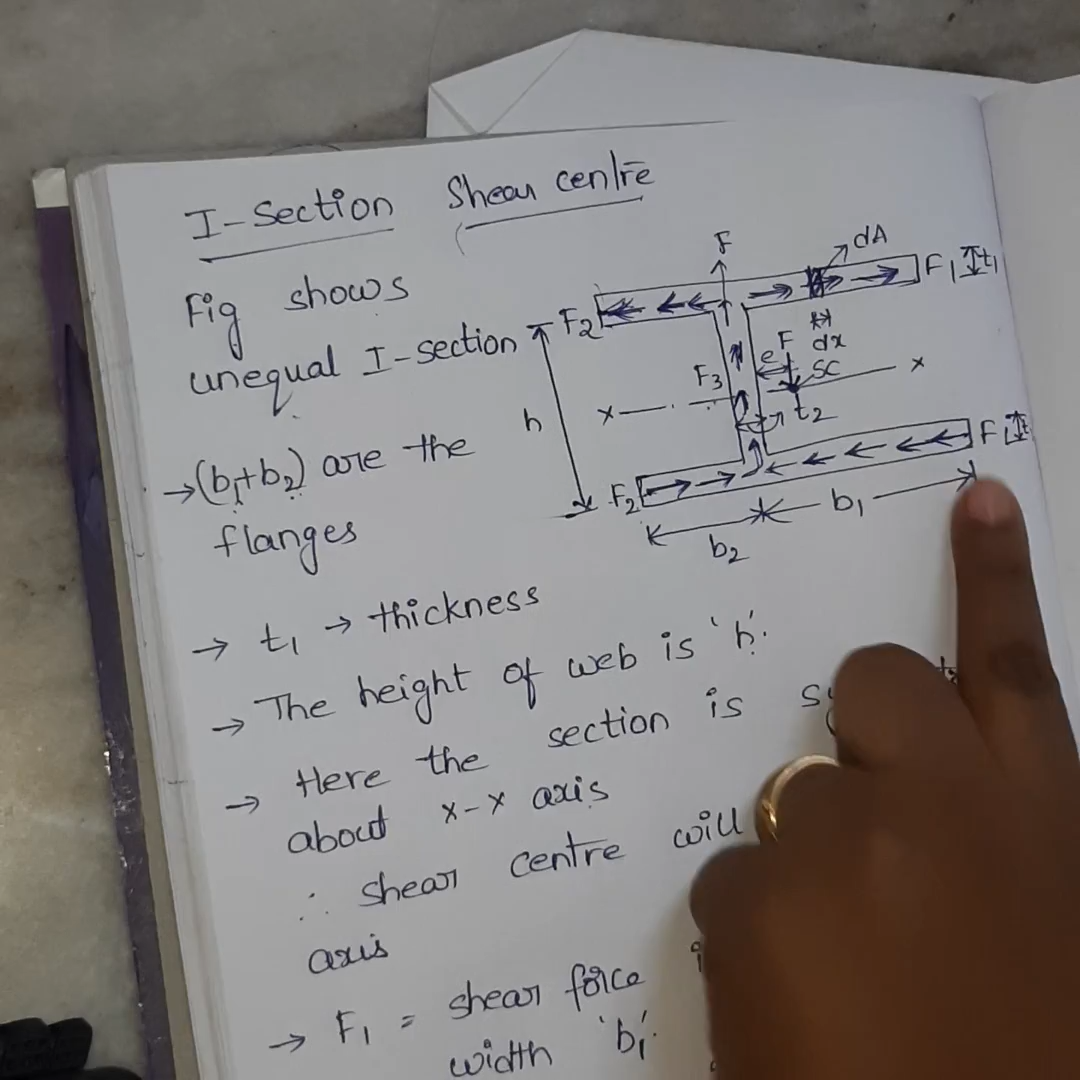 I-Section Shear centre
Fig shows
unequal I-section
→ (b₁+b₂) are the
flanges
F
dA
F₁
t₁
F₂
F
dx
e
SC
x
F₃
x
h
t₂
F₁
t
F₂
b₁
b₂
→ t₁ → thickness
→ The height of web is 'h'.
→ Here the section is
about x-x axis
∴ shear centre will
axis
→ F₁ = shear force
width 'b₁'